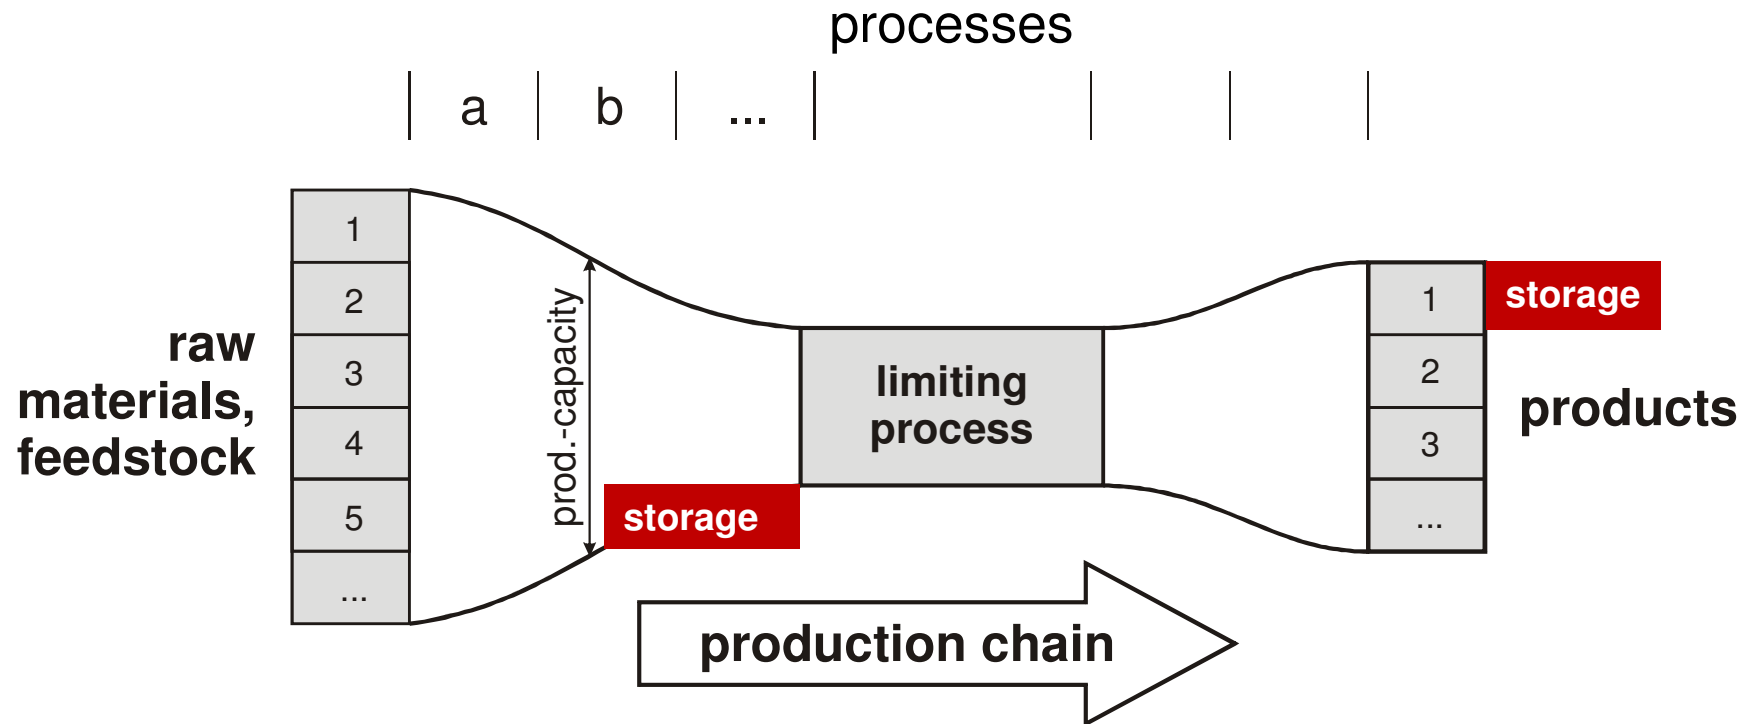 processes
a
b
...
raw
materials,
feedstock
1
2
3
4
5
...
prod.-capacity
storage
limiting
process
1
2
3
...
storage
products
production chain